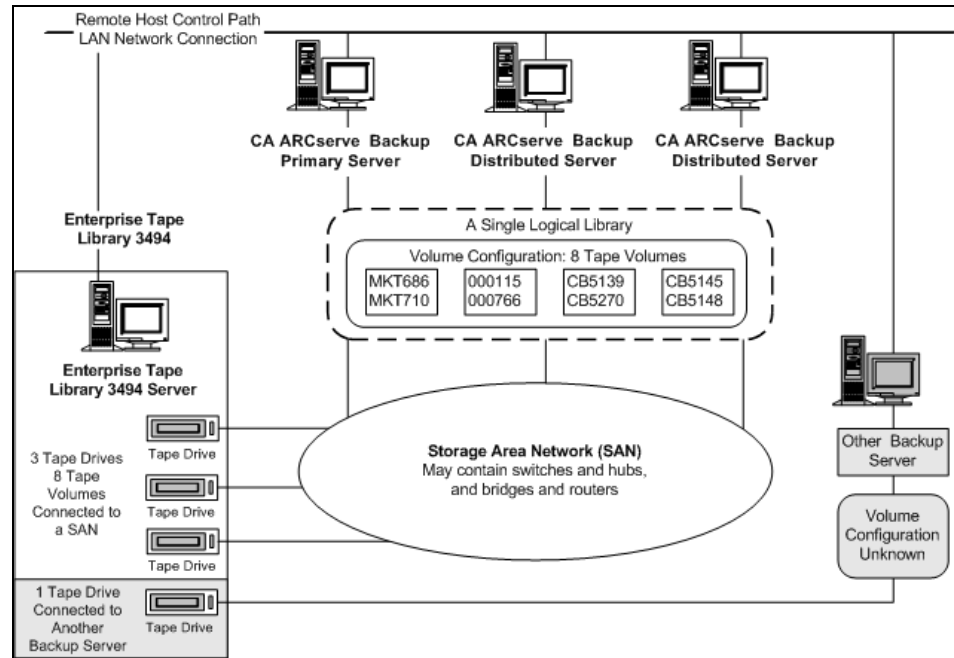 Remote Host Control Path
LAN Network Connection
CA ARCserve Backup
Primary Server
CA ARCserve Backup
Distributed Server
CA ARCserve Backup
Distributed Server
A Single Logical Library
Volume Configuration: 8 Tape Volumes
MKT686
MKT710
000115
000766
CB5139
CB5270
CB5145
CB5148
Enterprise Tape
Library 3494
Enterprise Tape
Library 3494 Server
3 Tape Drives
8 Tape
Volumes
Connected to
a SAN
Tape Drive
Tape Drive
Tape Drive
1 Tape Drive
Connected to
Another
Backup Server
Tape Drive
Storage Area Network (SAN)
May contain switches and hubs,
and bridges and routers
Other Backup
Server
Volume
Configuration
Unknown